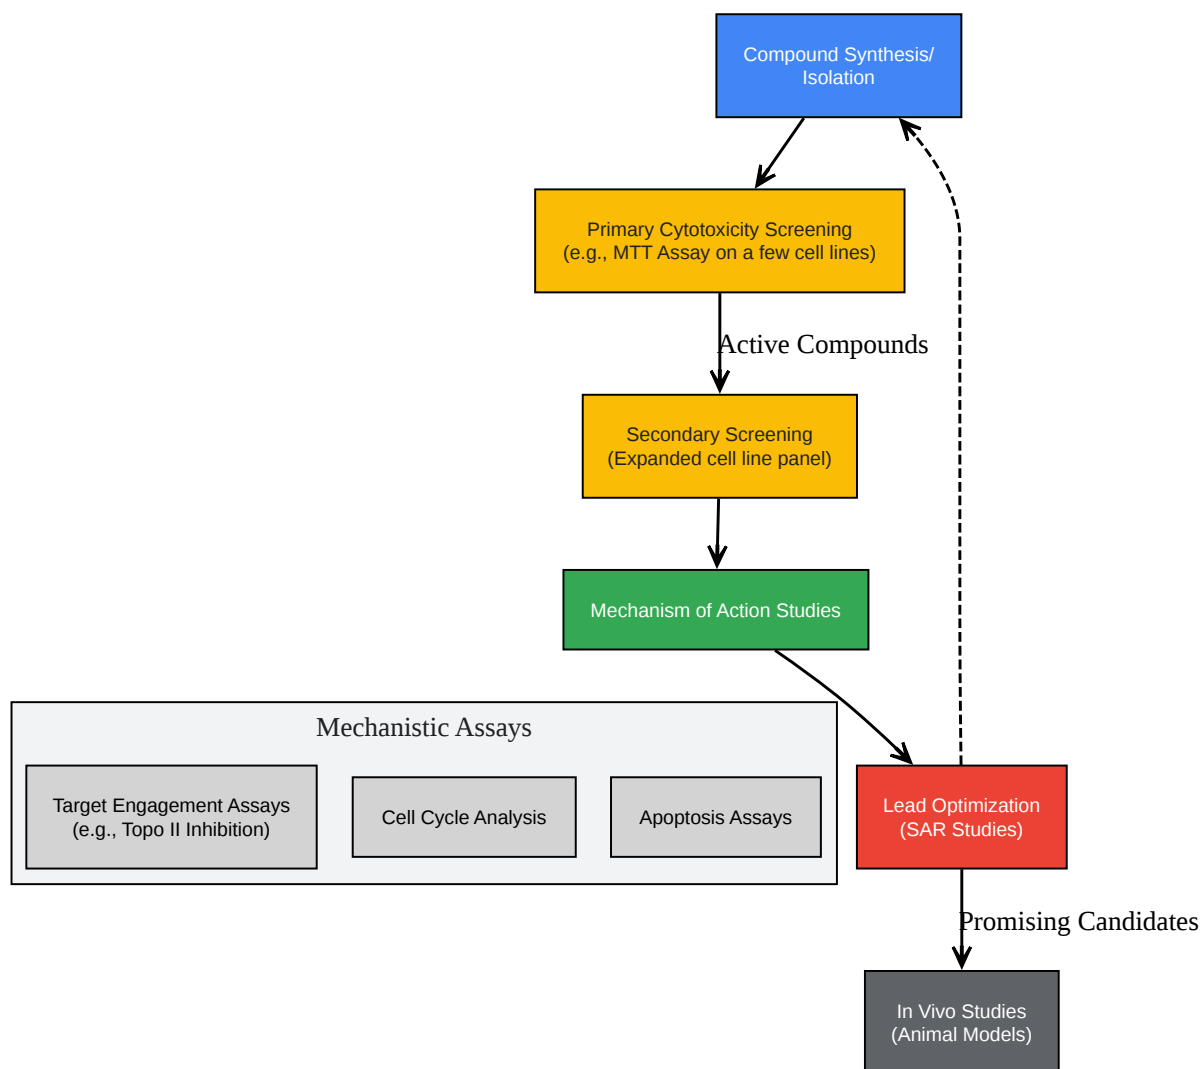 Compound Synthesis/
Isolation
Primary Cytotoxicity Screening
(e.g., MTT Assay on a few cell lines)
Active Compounds
Secondary Screening
(Expanded cell line panel)
Mechanism of Action Studies
Mechanistic Assays
Target Engagement Assays
(e.g., Topo II Inhibition)
Cell Cycle Analysis
Apoptosis Assays
Lead Optimization
(SAR Studies)
Promising Candidates
In Vivo Studies
(Animal Models)